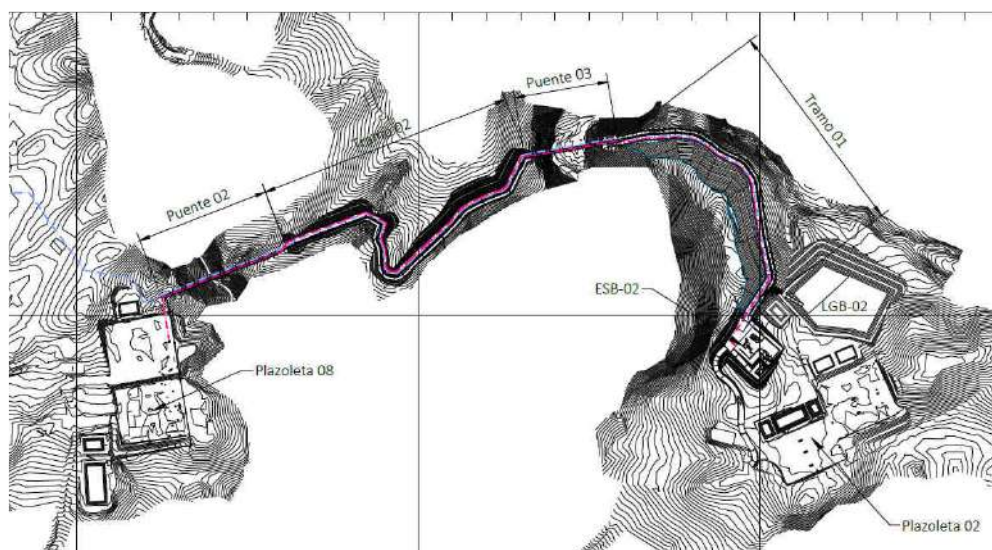 Puente 03
Tramo 02
Tramo 01
Puente 02
ESB-02
LGB-02
Plazoleta 08
Plazoleta 02